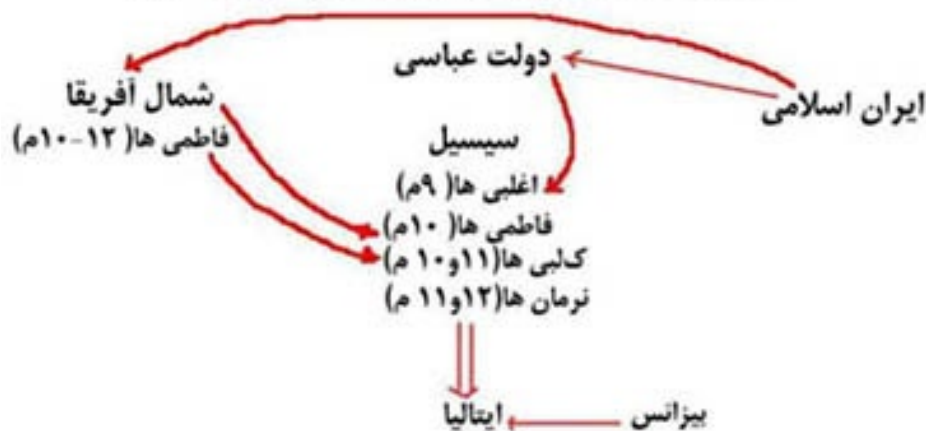 دولت عباسی
ایران اسلامی
شمال آفریقا
فاطمی ها( ۱۲-۱۰م)
سیسیل
اغلبی ها( ۹م)
فاطمی ها( ۱۰م)
کلبی ها(۱۱و۱۰ م)
نرمان ها(۱۲و۱۱ م)
بیزانس
ایتالیا